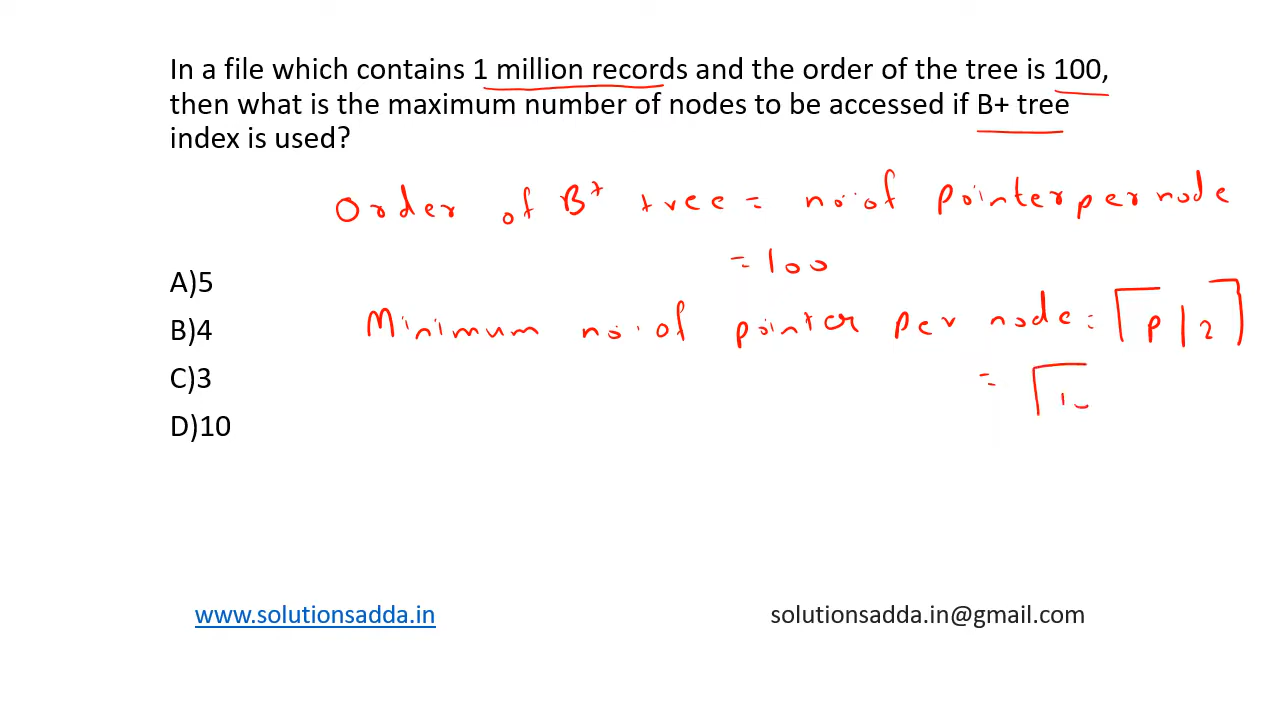 In a file which contains 1 million records and the order of the tree is 100,
then what is the maximum number of nodes to be accessed if B+ tree
index is used?
Order of B+ tree = no. of pointer per node
= 100
A)5
Minimum no. of pointer per node = ⌈P/2⌉
B)4
C)3
= ⌈10
D)10
www.solutionsadda.in
solutionsadda.in@gmail.com